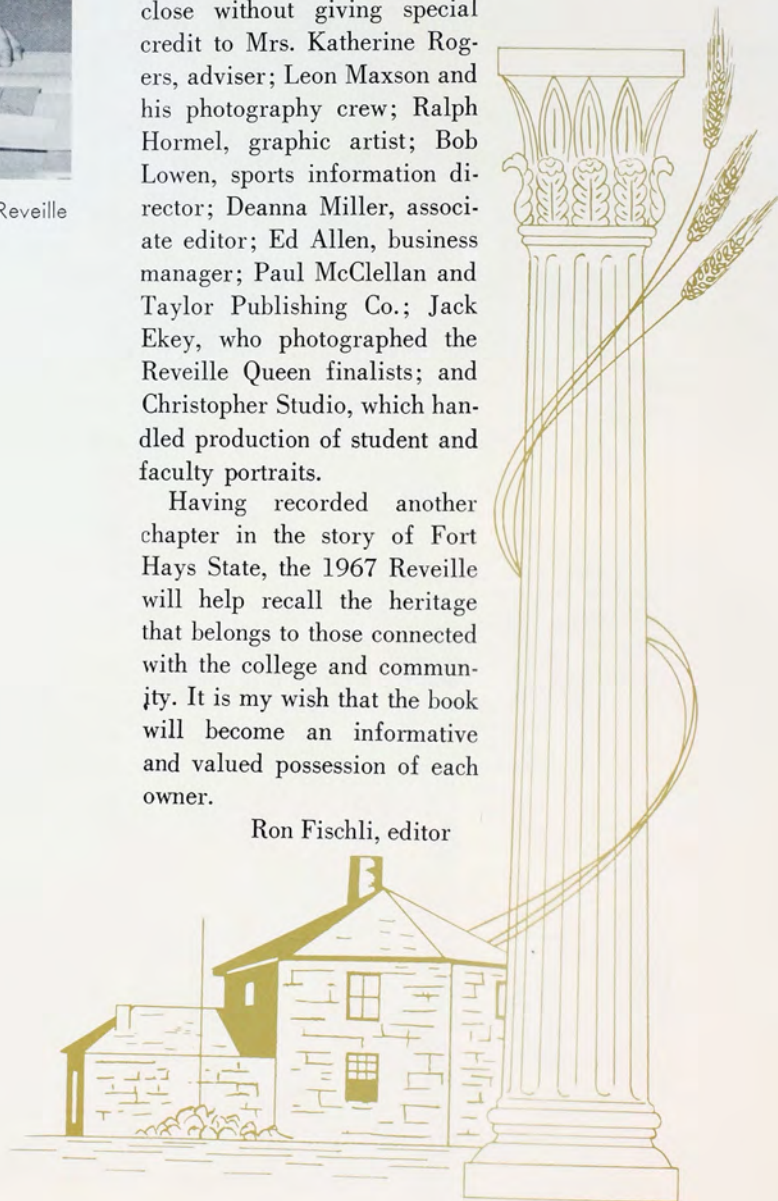 close without giving special
credit to Mrs. Katherine Rog-
ers, adviser; Leon Maxson and
his photography crew; Ralph
Hormel, graphic artist; Bob
Lowen, sports information di-
rector; Deanna Miller, associ-
ate editor; Ed Allen, business
manager; Paul McClellan and
Taylor Publishing Co.; Jack
Ekey, who photographed the
Reveille Queen finalists; and
Christopher Studio, which han-
dled production of student and
faculty portraits.
Having recorded another
chapter in the story of Fort
Hays State, the 1967 Reveille
will help recall the heritage
that belongs to those connected
with the college and commun-
ity. It is my wish that the book
will become an informative
and valued possession of each
owner.
Ron Fischli, editor
Reveille